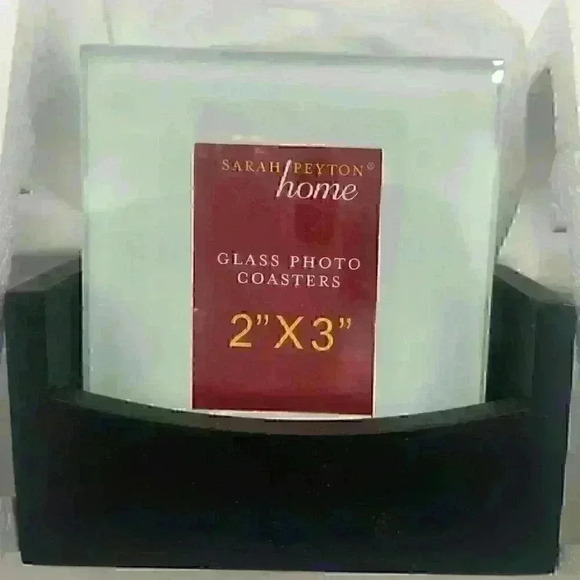 SARAH PEYTON®
home
GLASS PHOTO
COASTERS
2”X3”